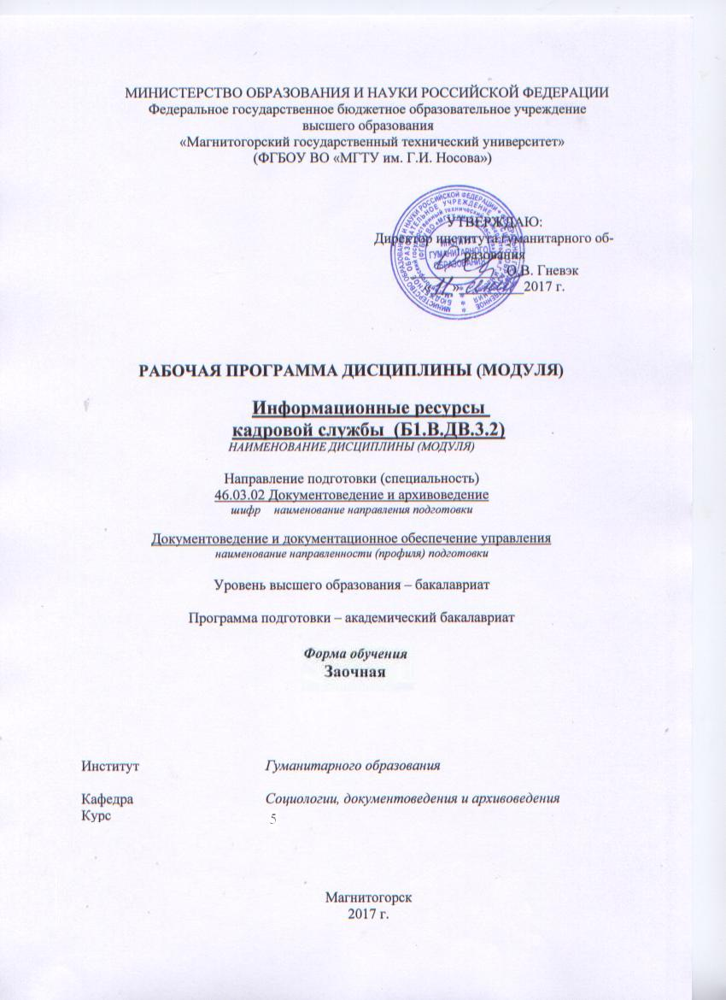 МИНИСТЕРСТВО ОБРАЗОВАНИЯ И НАУКИ РОССИЙСКОЙ ФЕДЕРАЦИИ
Федеральное государственное бюджетное образовательное учреждение
высшего образования
«Магнитогорский государственный технический университет»
(ФГБОУ ВО «МГТУ им. Г.И. Носова»)
УТВЕРЖДАЮ:
Директор института гуманитарного об-
разования
О.В. Гневэк
«11» 2017 г.
РАБОЧАЯ ПРОГРАММА ДИСЦИПЛИНЫ (МОДУЛЯ)
Информационные ресурсы
кадровой службы (Б1.В.ДВ.3.2)
НАИМЕНОВАНИЕ ДИСЦИПЛИНЫ (МОДУЛЯ)
Направление подготовки (специальность)
46.03.02 Документоведение и архивоведение
шифр наименование направления подготовки
Документоведение и документационное обеспечение управления
наименование направленности (профиля) подготовки
Уровень высшего образования – бакалавриат
Программа подготовки – академический бакалавриат
Форма обучения
Заочная
Институт Гуманитарного образования
Кафедра Социологии, документоведения и архивоведения
Курс 5
Магнитогорск
2017 г.